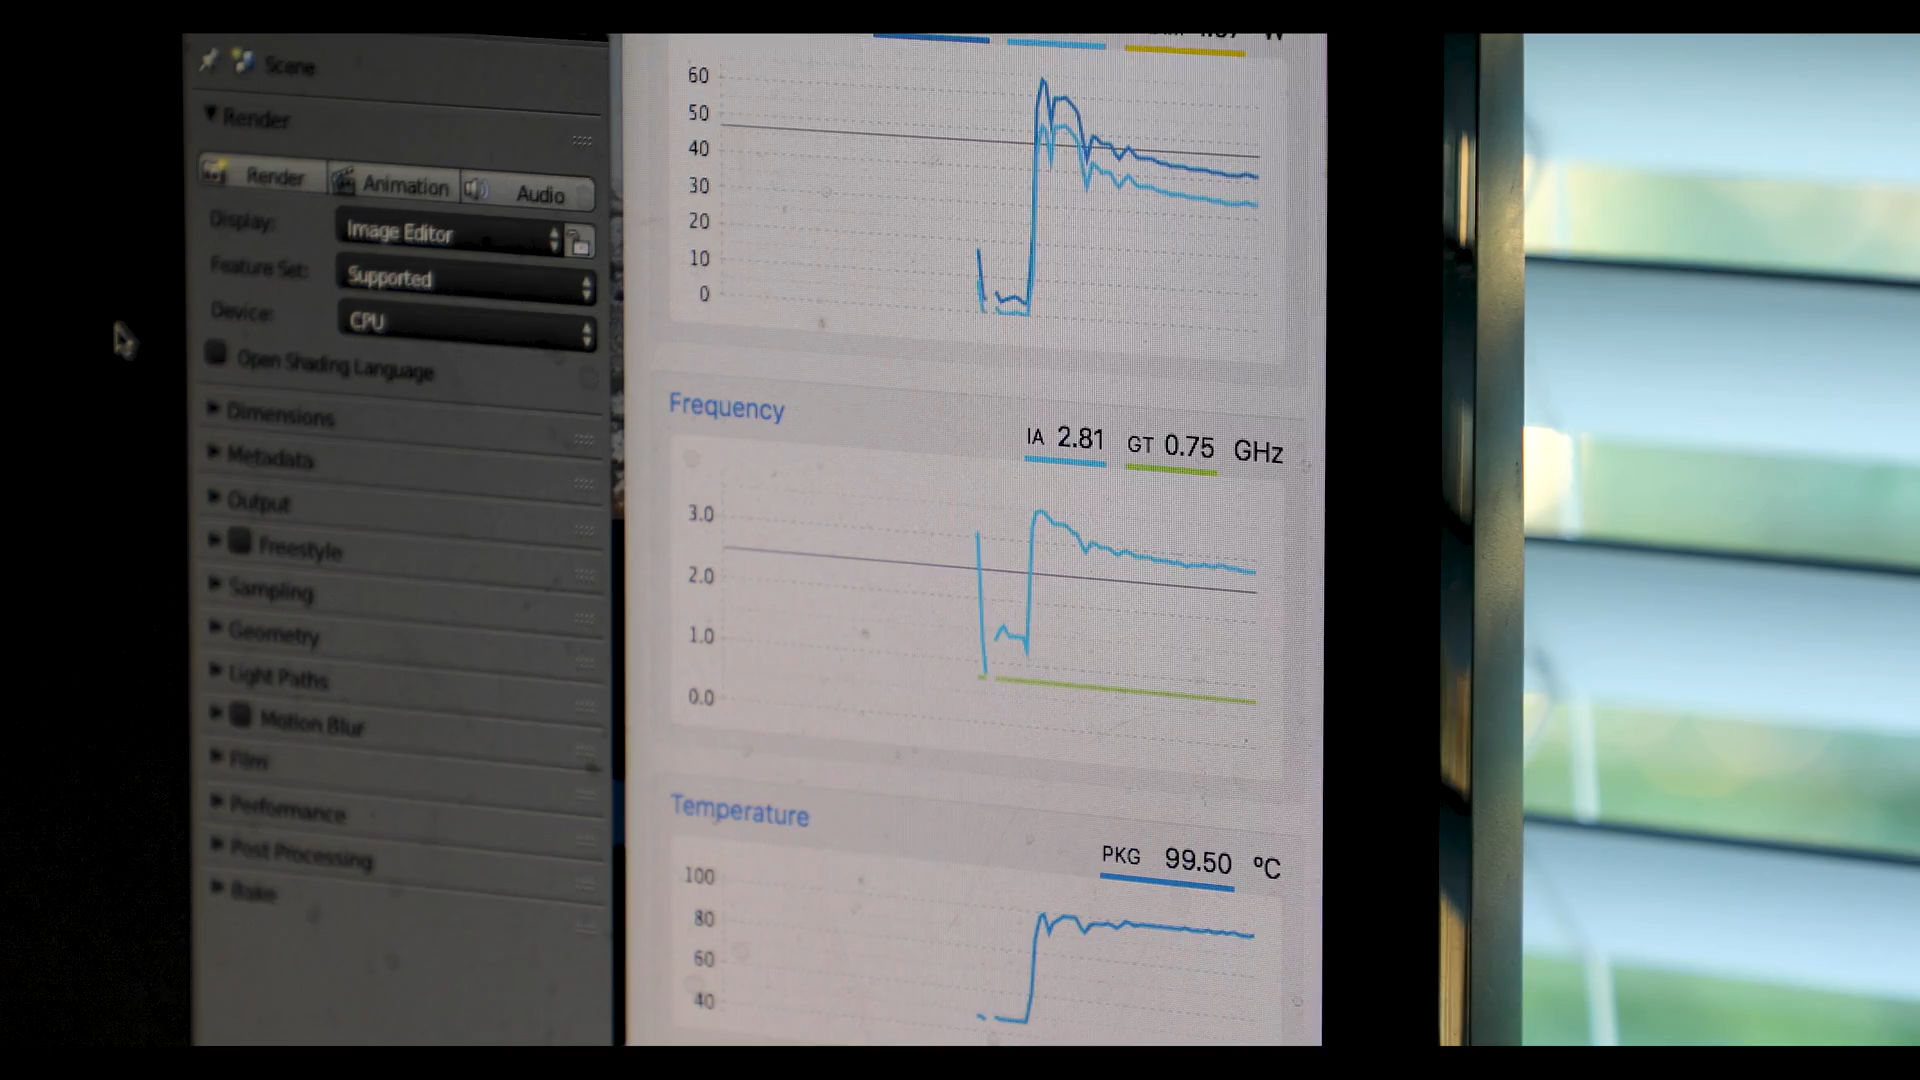 Scene
Render
Render Animation Audio
Display: Image Editor
Feature Set: Supported
Device: CPU
Open Shading Language
Dimensions
Metadata
Output
Freestyle
Sampling
Geometry
Light Paths
Motion Blur
Film
Performance
Post Processing
Bake
W
60
50
40
30
20
10
0
Frequency
IA 2.81 GT 0.75 GHz
3.0
2.0
1.0
0.0
Temperature
PKG 99.50 ºC
100
80
60
40